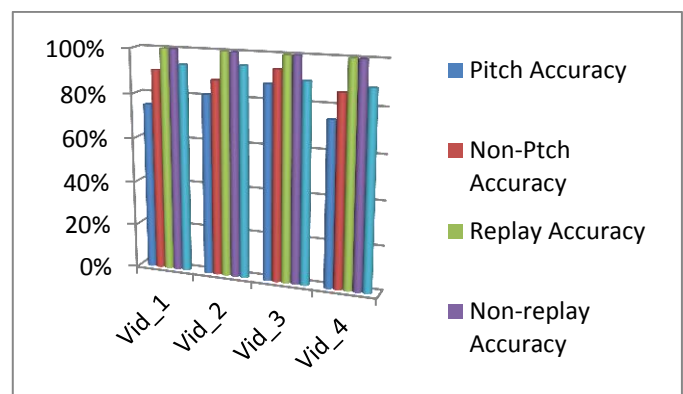 100%
80%
60%
40%
20%
0%
Vid_1
Vid_2
Vid_3
Vid_4
Pitch Accuracy
Non-Ptch
Accuracy
Replay Accuracy
Non-replay
Accuracy